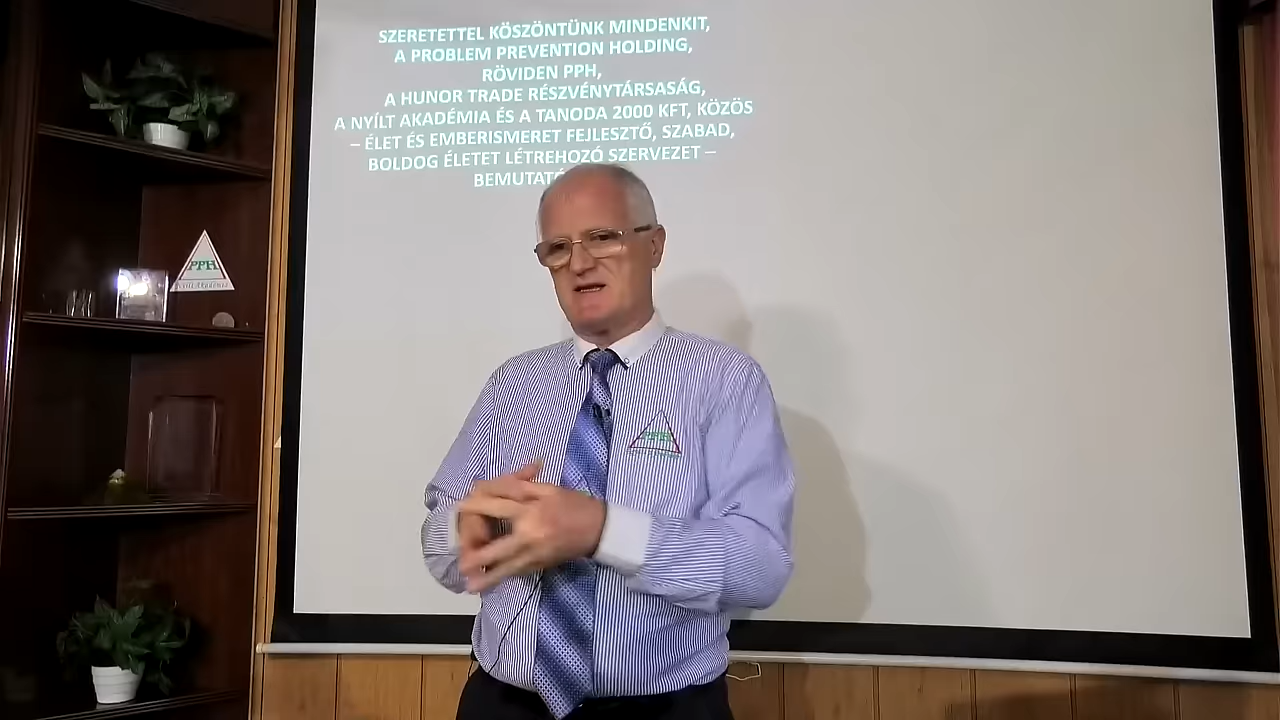 SZERETETTEL KÖSZÖNTÜNK MINDENKIT,
A PROBLEM PREVENTION HOLDING,
RÖVIDEN PPH,
A HUNOR TRADE RÉSZVÉNYTÁRSASÁG,
A NYÍLT AKADÉMIA ÉS A TANODA 2000 KFT, KÖZÖS
– ÉLET ÉS EMBERISMERET FEJLESZTŐ, SZABAD,
BOLDOG ÉLETET LÉTREHOZÓ SZERVEZET –
PPH
PPH